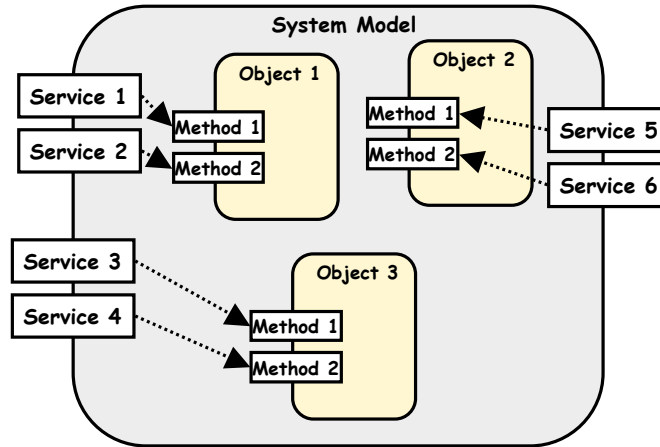 System Model
Object 1
Object 2
Service 1
Method 1
Method 1
Service 2
Method 2
Method 2
Service 5
Service 6
Service 3
Object 3
Service 4
Method 1
Method 2